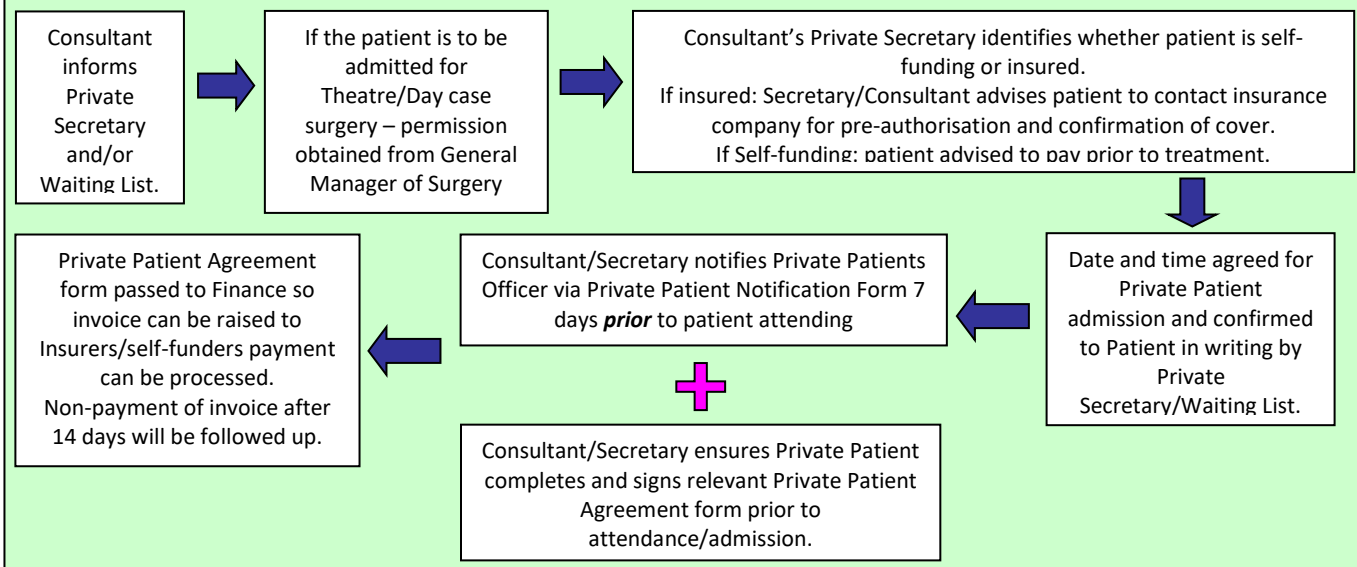 Consultant
informs
Private
Secretary
and/or
Waiting List.
If the patient is to be
admitted for
Theatre/Day case
surgery – permission
obtained from General
Manager of Surgery
Consultant’s Private Secretary identifies whether patient is self-
funding or insured.
If insured: Secretary/Consultant advises patient to contact insurance
company for pre-authorisation and confirmation of cover.
If Self-funding: patient advised to pay prior to treatment.
Date and time agreed for
Private Patient
admission and confirmed
to Patient in writing by
Private
Secretary/Waiting List.
Consultant/Secretary notifies Private Patients
Officer via Private Patient Notification Form 7
days prior to patient attending
Consultant/Secretary ensures Private Patient
completes and signs relevant Private Patient
Agreement form prior to
attendance/admission.
Private Patient Agreement
form passed to Finance so
invoice can be raised to
Insurers/self-funders payment
can be processed.
Non-payment of invoice after
14 days will be followed up.